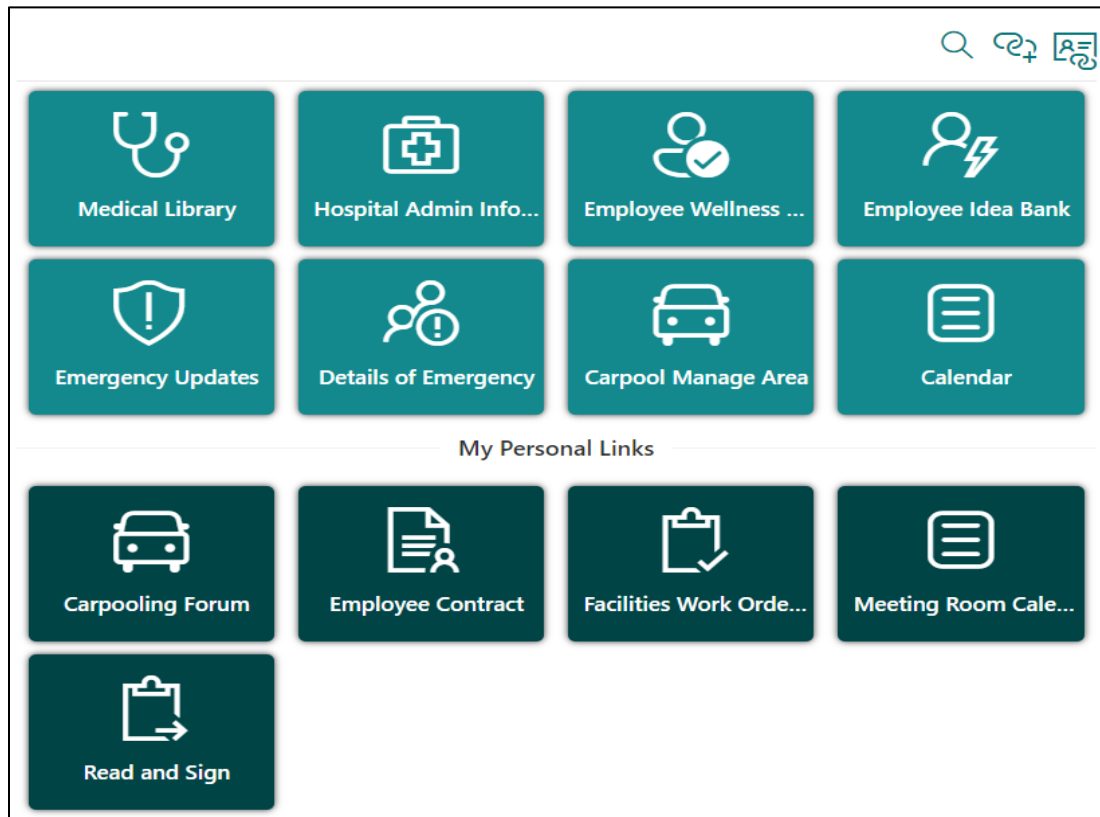 Medical Library
Hospital Admin Info...
Employee Wellness ...
Employee Idea Bank
Emergency Updates
Details of Emergency
Carpool Manage Area
Calendar
My Personal Links
Carpooling Forum
Employee Contract
Facilities Work Orde...
Meeting Room Cale...
Read and Sign